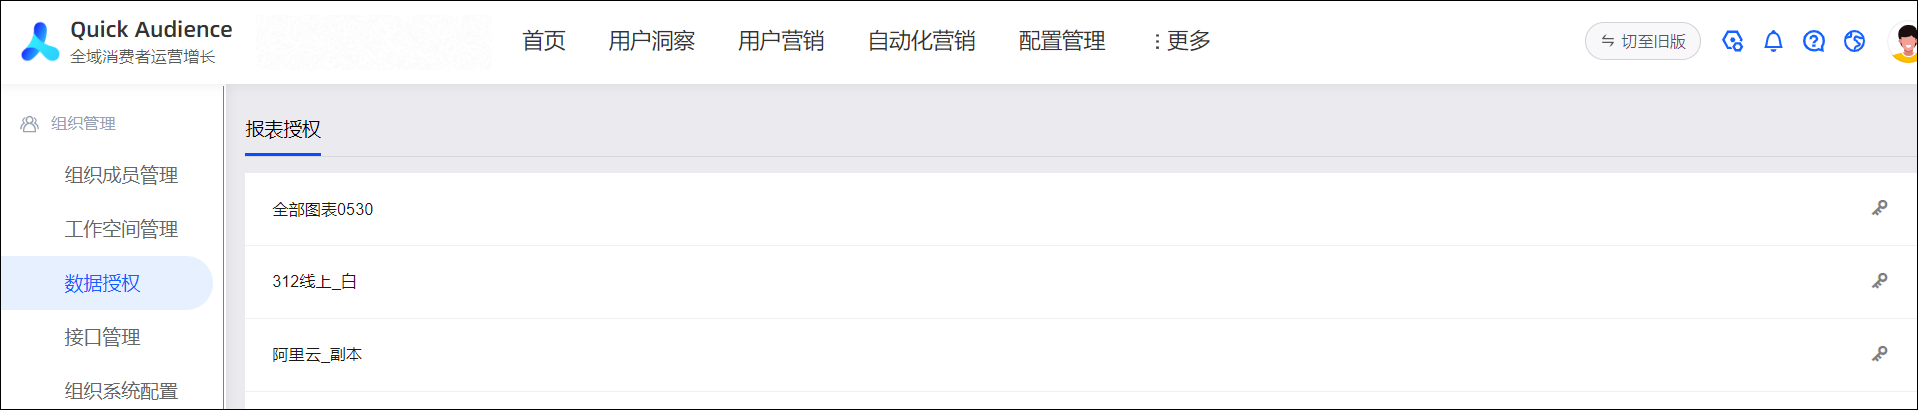 Quick Audience
全域消费者运营增长
首页 用户洞察 用户营销 自动化营销 配置管理 更多
切至旧版
组织管理
组织成员管理
工作空间管理
数据授权
接口管理
组织系统配置
报表授权
全部图表0530
312线上_白
阿里云_副本